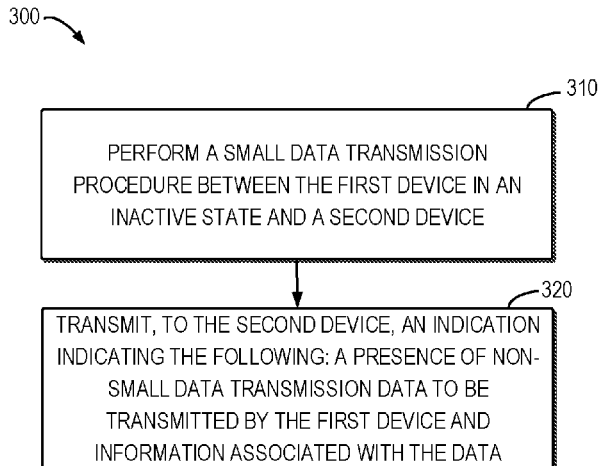 300
310
PERFORM A SMALL DATA TRANSMISSION
PROCEDURE BETWEEN THE FIRST DEVICE IN AN
INACTIVE STATE AND A SECOND DEVICE
320
TRANSMIT, TO THE SECOND DEVICE, AN INDICATION
INDICATING THE FOLLOWING: A PRESENCE OF NON-
SMALL DATA TRANSMISSION DATA TO BE
TRANSMITTED BY THE FIRST DEVICE AND
INFORMATION ASSOCIATED WITH THE DATA